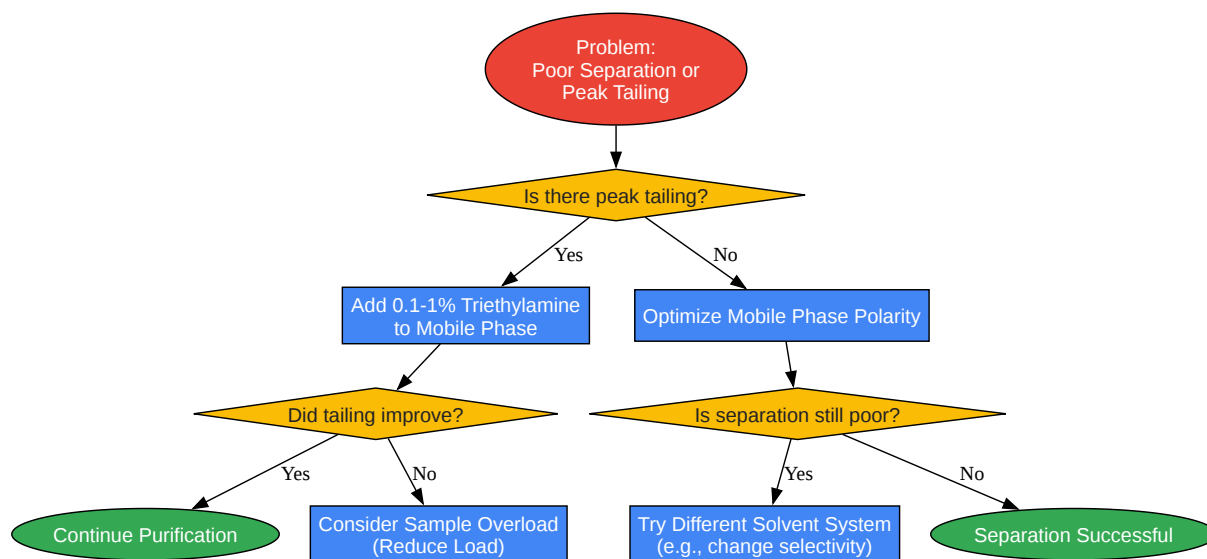 Problem:
Poor Separation or
Peak Tailing
Is there peak tailing?
Yes
No
Add 0.1-1% Triethylamine
to Mobile Phase
Optimize Mobile Phase Polarity
Did tailing improve?
Is separation still poor?
Yes
No
Yes
No
Continue Purification
Consider Sample Overload
(Reduce Load)
Try Different Solvent System
(e.g., change selectivity)
Separation Successful